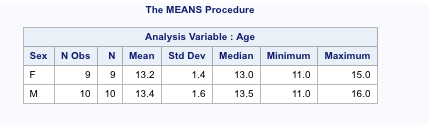 The MEANS Procedure
Analysis Variable : Age
Sex N Obs N Mean Std Dev Median Minimum Maximum
F 9 9 13.2 1.4 13.0 11.0 15.0
M 10 10 13.4 1.6 13.5 11.0 16.0